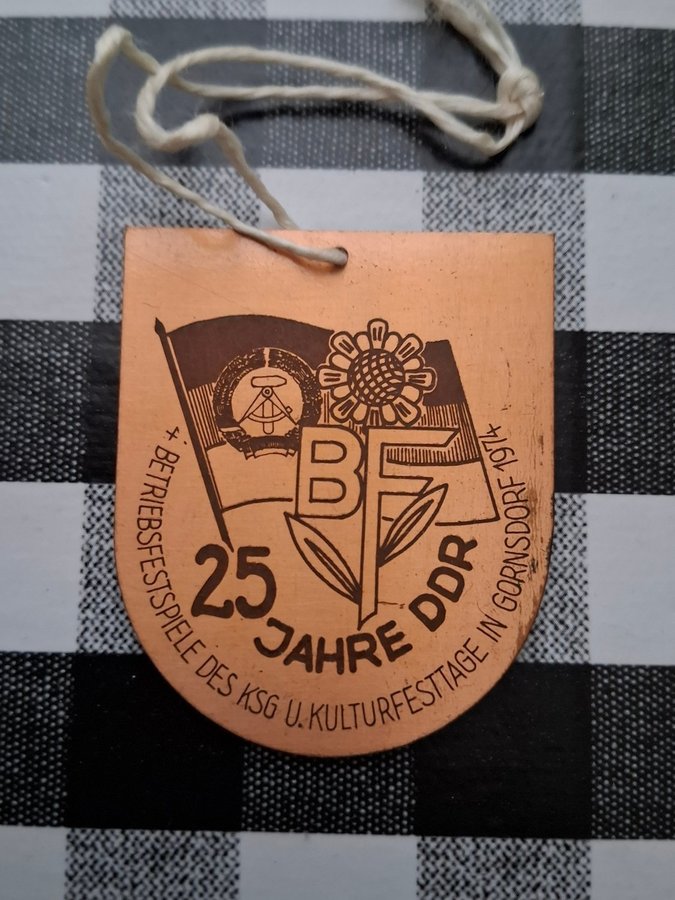 BF
25 JAHRE DDR
+ BETRIEBSFESTSPIELE DES KSG U. KULTURFESTTAGE IN GORNSDORF 1974 +